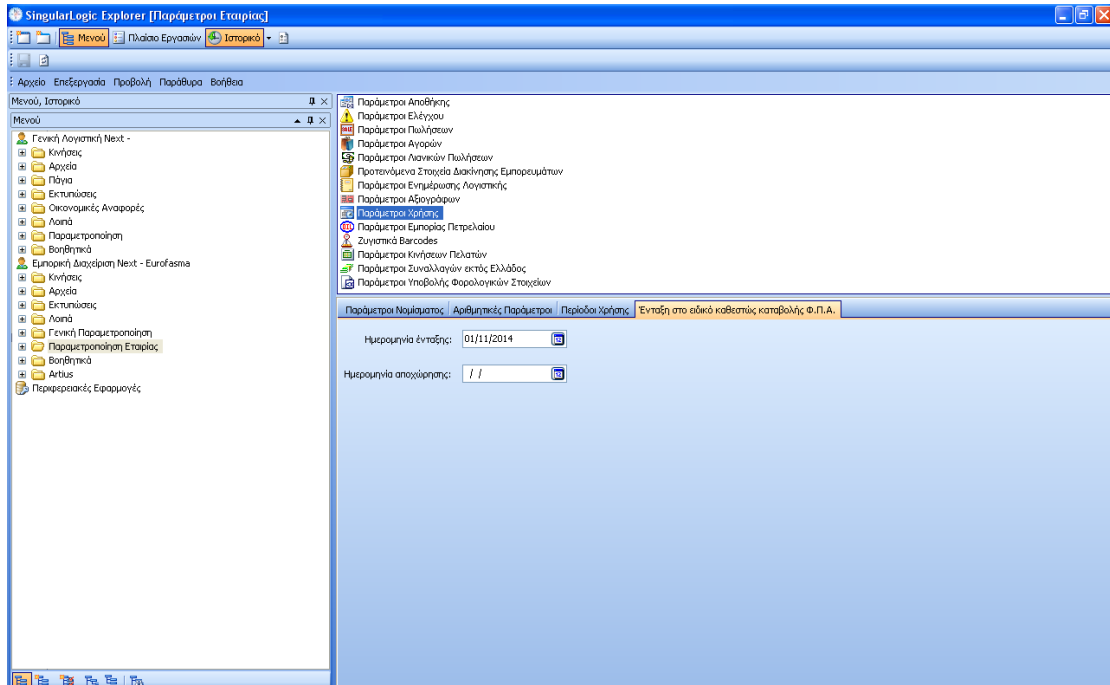 SingularLogic Explorer [Παράμετροι Εταιρίας]
Μενού Πλαίσιο Εργασιών Ιστορικό
Αρχείο Επεξεργασία Προβολή Παράθυρα Βοήθεια
Μενού, Ιστορικό
Μενού
Γενική Λογιστική Next -
Κινήσεις
Αρχεία
Πάγια
Εκτυπώσεις
Οικονομικές Αναφορές
Λοιπά
Παραμετροποίηση
Βοηθητικά
Εμπορική Διαχείριση Next - Eurofasma
Κινήσεις
Αρχεία
Εκτυπώσεις
Λοιπά
Γενική Παραμετροποίηση
Παραμετροποίηση Εταιρίας
Βοηθητικά
Artius
Περιφερειακές Εφαρμογές
Παράμετροι Αποθήκης
Παράμετροι Ελέγχου
Παράμετροι Πωλήσεων
Παράμετροι Αγορών
Παράμετροι Λιανικών Πωλήσεων
Προτεινόμενα Στοιχεία Διακίνησης Εμπορευμάτων
Παράμετροι Ενημέρωσης Λογιστικής
Παράμετροι Αξιογράφων
Παράμετροι Χρήσης
Παράμετροι Εμπορίας Πετρελαίου
Ζυγιστικά Barcodes
Παράμετροι Κινήσεων Πελατών
Παράμετροι Συναλλαγών εκτός Ελλάδος
Παράμετροι Υποβολής Φορολογικών Στοιχείων
Παράμετροι Νομίσματος Αριθμητικές Παράμετροι Περίοδοι Χρήσης Ένταξη στο ειδικό καθεστώς καταβολής Φ.Π.Α.
Ημερομηνία ένταξης: 01/11/2014
Ημερομηνία αποχώρησης: / /